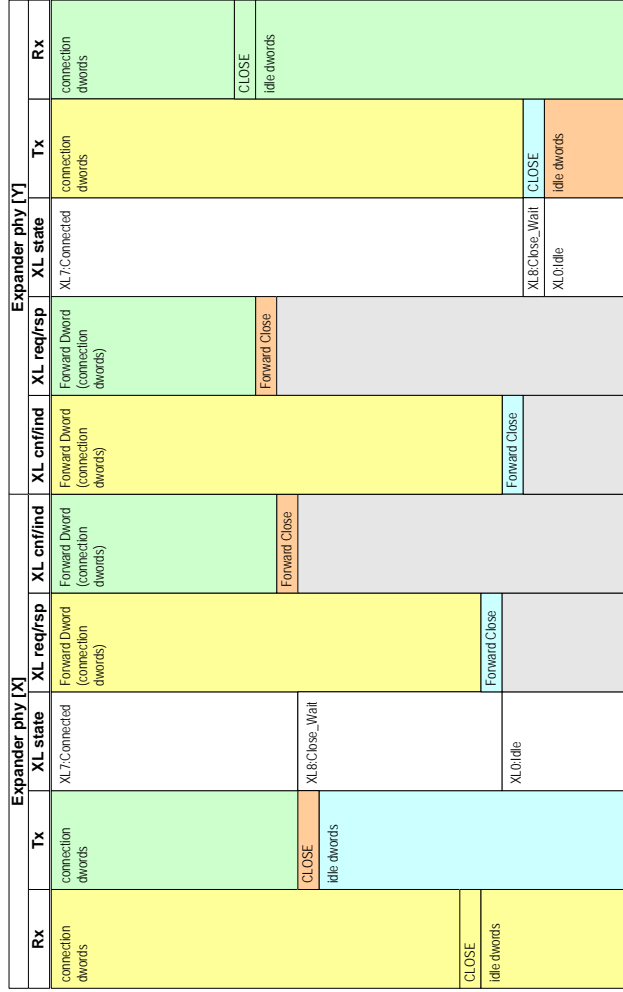 Expander phy [X]
Expander phy [Y]
Rx
Tx
XL state
XL req/rsp
XL cnf/ind
XL cnf/ind
XL req/rsp
XL state
Tx
Rx
connection
dwords
CLOSE
idle dwords
connection
dwords
CLOSE
idle dwords
XL7:Connected
XL8:Close_Wait
XL0:Idle
Forward Dword
(connection
dwords)
Forward Close
Forward Dword
(connection
dwords)
Forward Close
Forward Dword
(connection
dwords)
Forward Close
Forward Dword
(connection
dwords)
Forward Close
XL7:Connected
XL8:Close_Wait
XL0:Idle
connection
dwords
CLOSE
idle dwords
connection
dwords
CLOSE
idle dwords